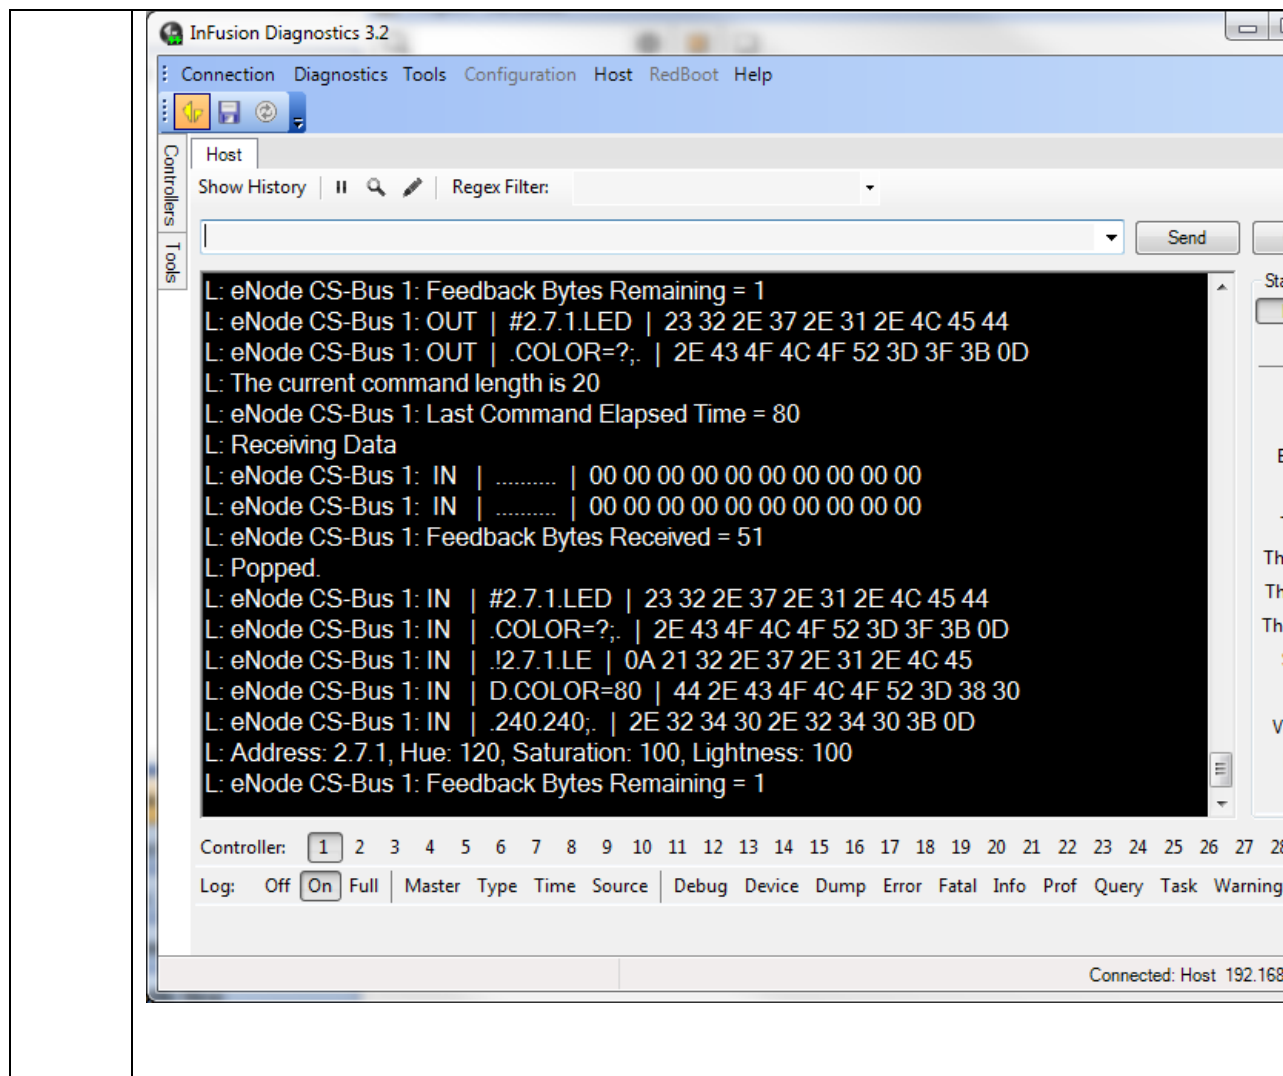 InFusion Diagnostics 3.2
Connection Diagnostics Tools Configuration Host RedBoot Help
Controllers
Tools
Host
Show History Regex Filter:
Send
L: eNode CS-Bus 1: Feedback Bytes Remaining = 1
L: eNode CS-Bus 1: OUT | #2.7.1.LED | 23 32 2E 37 2E 31 2E 4C 45 44
L: eNode CS-Bus 1: OUT | .COLOR=?;. | 2E 43 4F 4C 4F 52 3D 3F 3B 0D
L: The current command length is 20
L: eNode CS-Bus 1: Last Command Elapsed Time = 80
L: Receiving Data
L: eNode CS-Bus 1: IN | .......... | 00 00 00 00 00 00 00 00 00 00
L: eNode CS-Bus 1: IN | .......... | 00 00 00 00 00 00 00 00 00 00
L: eNode CS-Bus 1: Feedback Bytes Received = 51
L: Popped.
L: eNode CS-Bus 1: IN | #2.7.1.LED | 23 32 2E 37 2E 31 2E 4C 45 44
L: eNode CS-Bus 1: IN | .COLOR=?;. | 2E 43 4F 4C 4F 52 3D 3F 3B 0D
L: eNode CS-Bus 1: IN | .!2.7.1.LE | 0A 21 32 2E 37 2E 31 2E 4C 45
L: eNode CS-Bus 1: IN | D.COLOR=80 | 44 2E 43 4F 4C 4F 52 3D 38 30
L: eNode CS-Bus 1: IN | .240.240;. | 2E 32 34 30 2E 32 34 30 3B 0D
L: Address: 2.7.1, Hue: 120, Saturation: 100, Lightness: 100
L: eNode CS-Bus 1: Feedback Bytes Remaining = 1
Sta
Th
Th
Th
V
Controller: 1 2 3 4 5 6 7 8 9 10 11 12 13 14 15 16 17 18 19 20 21 22 23 24 25 26 27 28
Log: Off On Full Master Type Time Source Debug Device Dump Error Fatal Info Prof Query Task Warning
Connected: Host 192.168